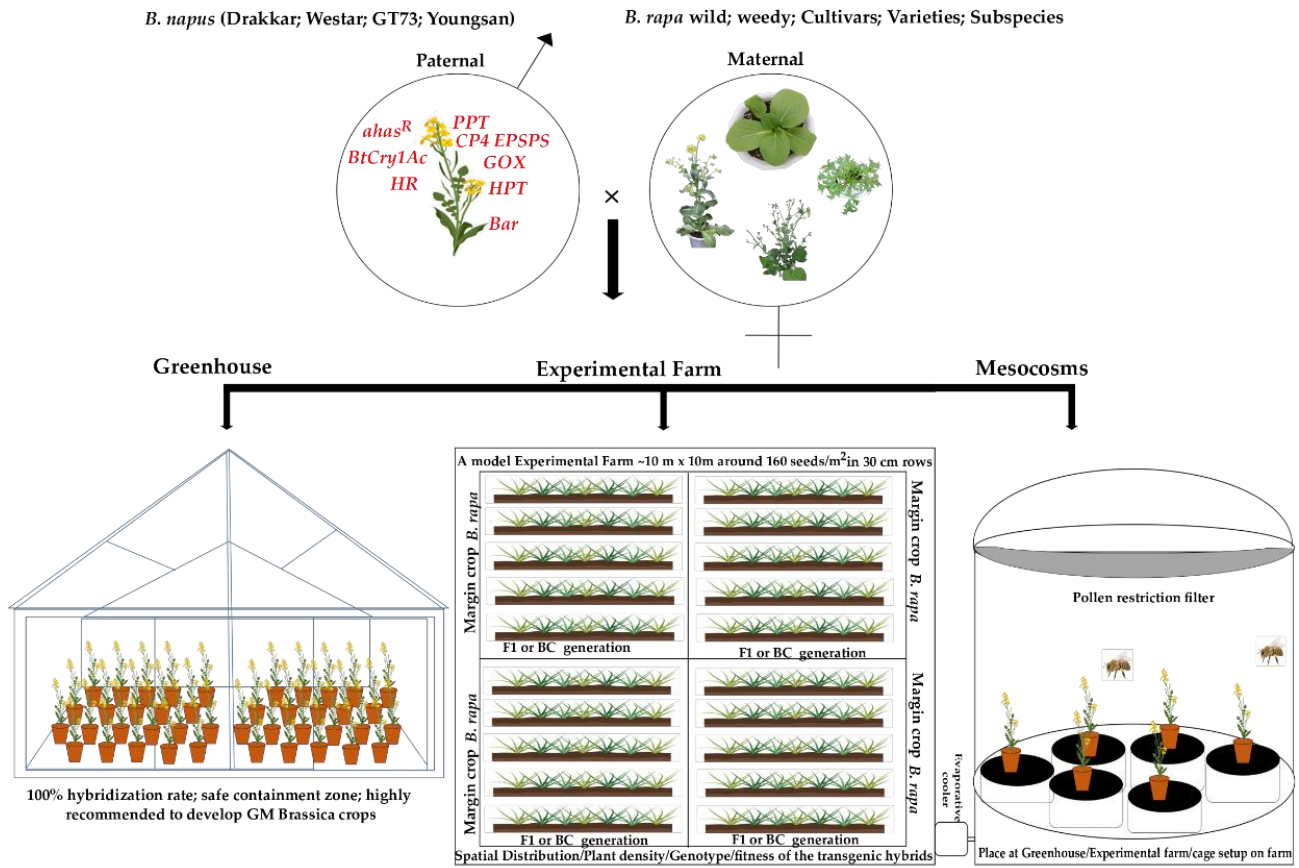 B. napus (Drakkar; Westar; GT73; Youngsan)
B. rapa wild; weedy; Cultivars; Varieties; Subspecies
Paternal
Maternal
ahasR
PPT
CP4 EPSPS
BtCry1Ac
GOX
HR
HPT
Bar
×
Greenhouse
Experimental Farm
Mesocosms
A model Experimental Farm ~10 m x 10m around 160 seeds/m2in 30 cm rows
Margin crop B. rapa
Margin crop B. rapa
F1 or BC generation
F1 or BC generation
Margin crop B. rapa
Margin crop B. rapa
F1 or BC generation
F1 or BC generation
Spatial Distribution/Plant density/Genotype/fitness of the transgenic hybrids
100% hybridization rate; safe containment zone; highly
recommended to develop GM Brassica crops
Pollen restriction filter
Evaporative
cooler
Place at Greenhouse/Experimental farm/cage setup on farm